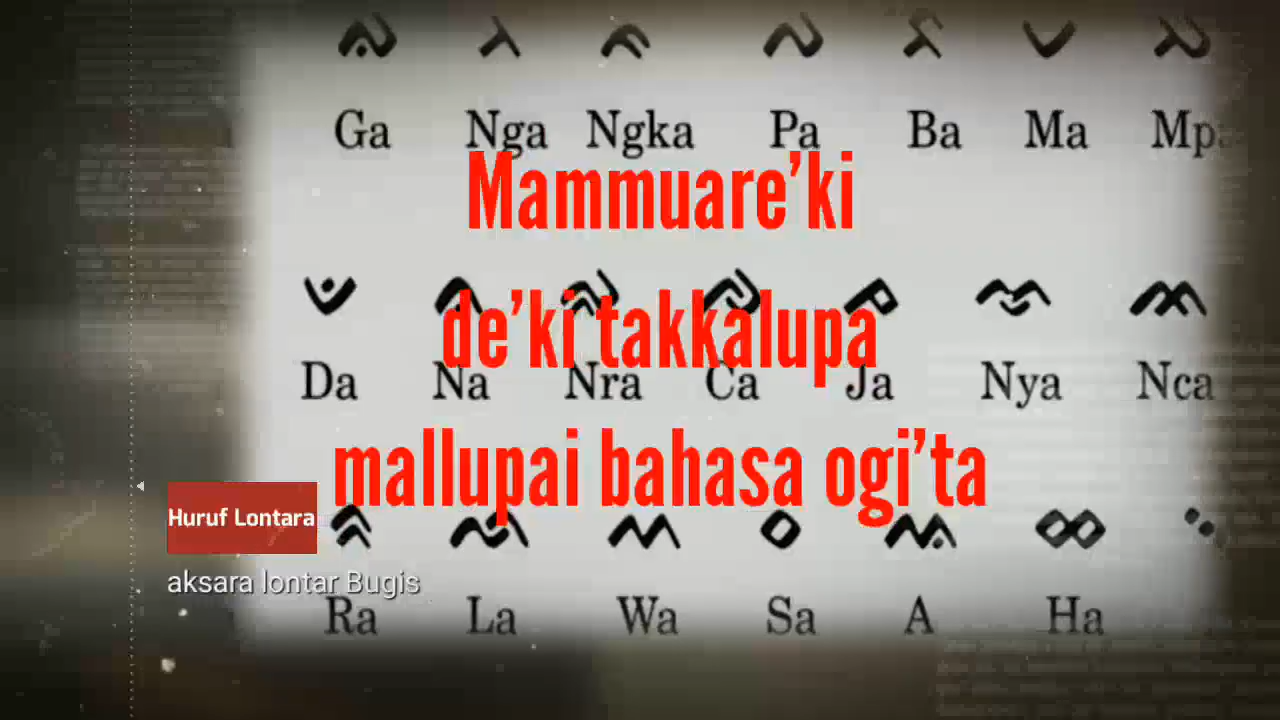 ᨁ ᨂ ᨃ ᨄ ᨅ ᨆ ᨇ
Ga Nga Ngka Pa Ba Ma Mpa
Mammuare’ki
ᨉ ᨊ ᨋ ᨌ ᨍ ᨎ ᨏ
de’ki takkalupa
Da Na Nra Ca Ja Nya Nca
mallupai bahasa ogi’ta
Huruf Lontara
ᨑ ᨒ ᨓ ᨔ ᨕ ᨖ
aksara lontar Bugis
Ra La Wa Sa A Ha